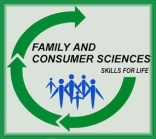 FAMILY AND
CONSUMER SCIENCES
SKILLS FOR LIFE